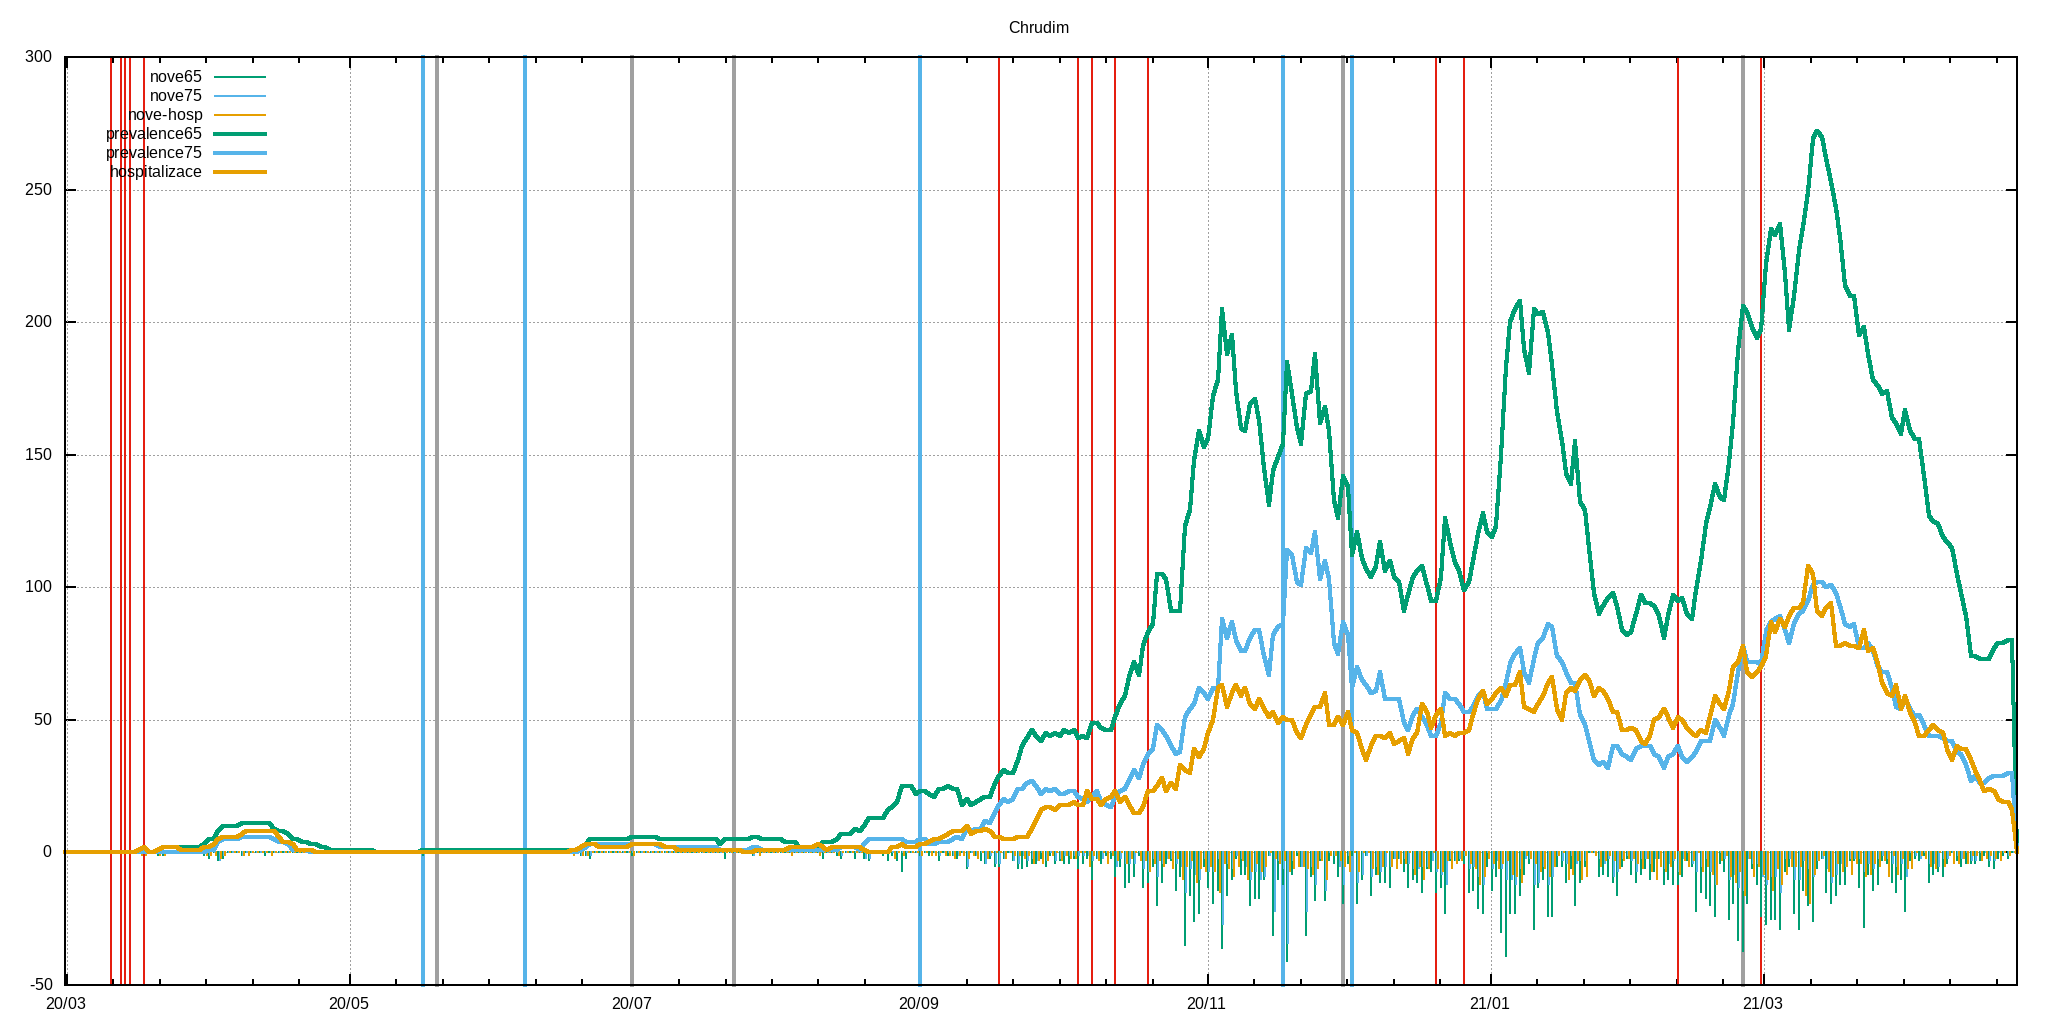 Chrudim
300
nove65
nove75
nove-hosp
prevalence65
prevalence75
hospitalizace
250
200
150
100
50
0
-50
20/03 20/05 20/07 20/09 20/11 21/01 21/03